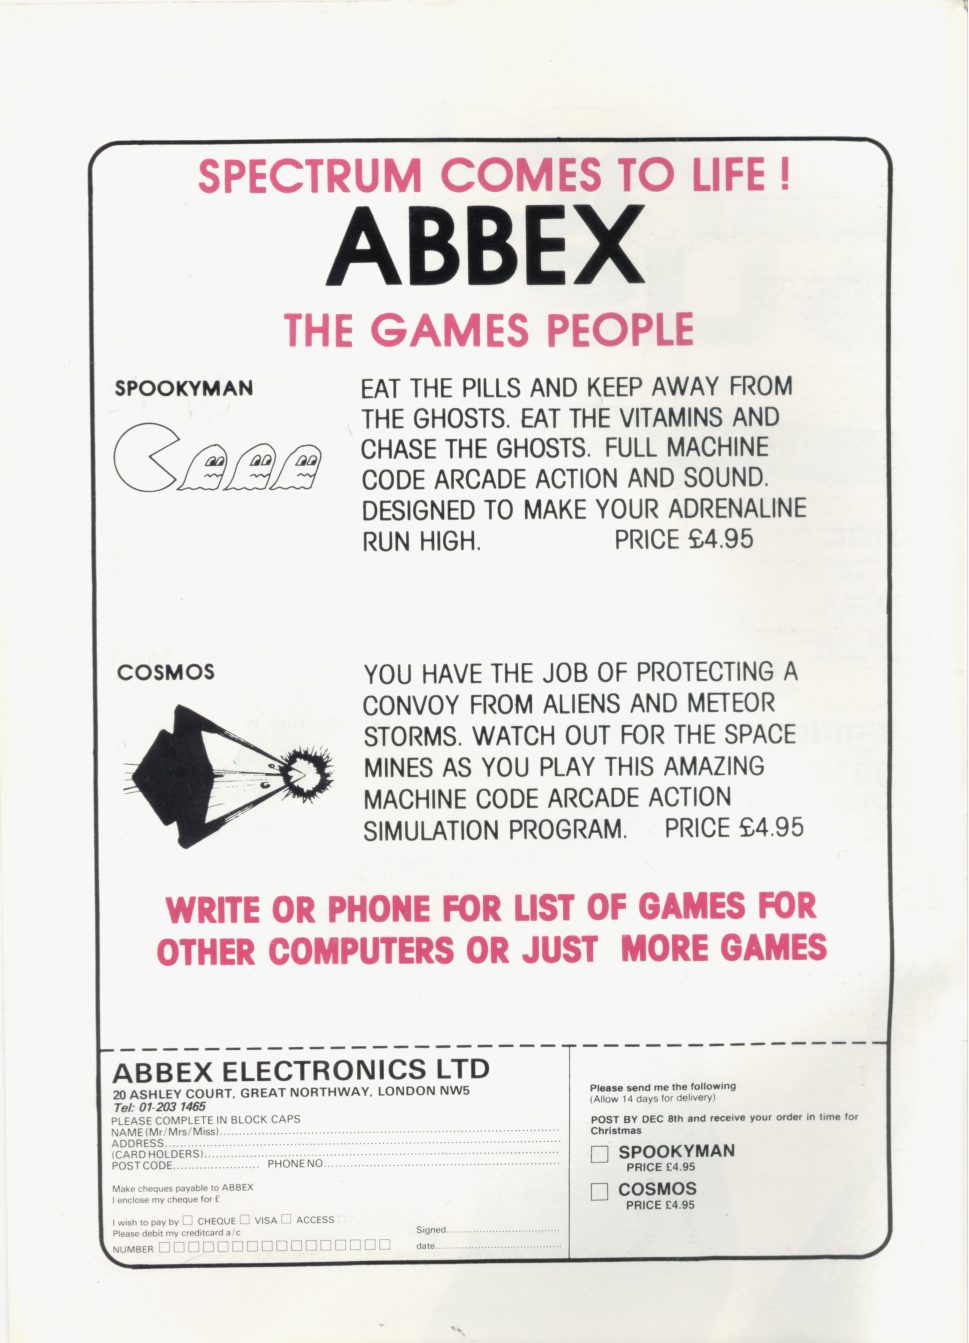 SPECTRUM COMES TO LIFE !
ABBEX
THE GAMES PEOPLE
SPOOKYMAN
EAT THE PILLS AND KEEP AWAY FROM
THE GHOSTS. EAT THE VITAMINS AND
CHASE THE GHOSTS. FULL MACHINE
CODE ARCADE ACTION AND SOUND.
DESIGNED TO MAKE YOUR ADRENALINE
RUN HIGH. PRICE £4.95
COSMOS
YOU HAVE THE JOB OF PROTECTING A
CONVOY FROM ALIENS AND METEOR
STORMS. WATCH OUT FOR THE SPACE
MINES AS YOU PLAY THIS AMAZING
MACHINE CODE ARCADE ACTION
SIMULATION PROGRAM. PRICE £4.95
WRITE OR PHONE FOR LIST OF GAMES FOR
OTHER COMPUTERS OR JUST MORE GAMES
ABBEX ELECTRONICS LTD
20 ASHLEY COURT, GREAT NORTHWAY, LONDON NW5
Tel: 01-203 1465
PLEASE COMPLETE IN BLOCK CAPS
NAME (Mr/Mrs/Miss)
ADDRESS
(CARD HOLDERS)
POST CODE PHONE NO
Make cheques payable to ABBEX
I enclose my cheque for £
I wish to pay by CHEQUE VISA ACCESS
Please debit my creditcard a/c
NUMBER
Signed
date
Please send me the following
(Allow 14 days for delivery)
POST BY DEC 8th and receive your order in time for
Christmas
SPOOKYMAN
PRICE £4.95
COSMOS
PRICE £4.95